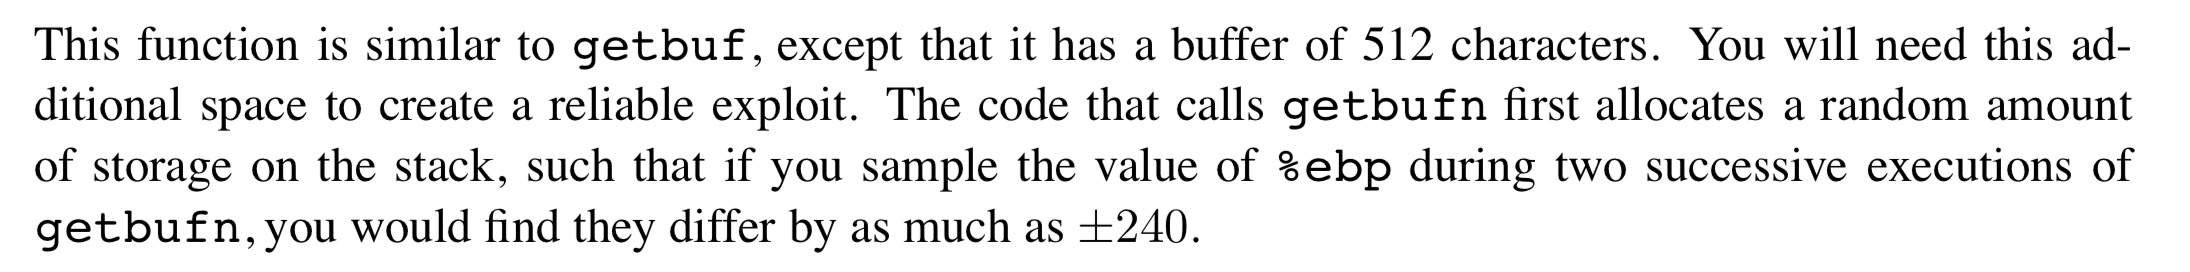 This function is similar to getbuf, except that it has a buffer of 512 characters. You will need this ad-
ditional space to create a reliable exploit. The code that calls getbufn first allocates a random amount
of storage on the stack, such that if you sample the value of %ebp during two successive executions of
getbufn, you would find they differ by as much as ±240.